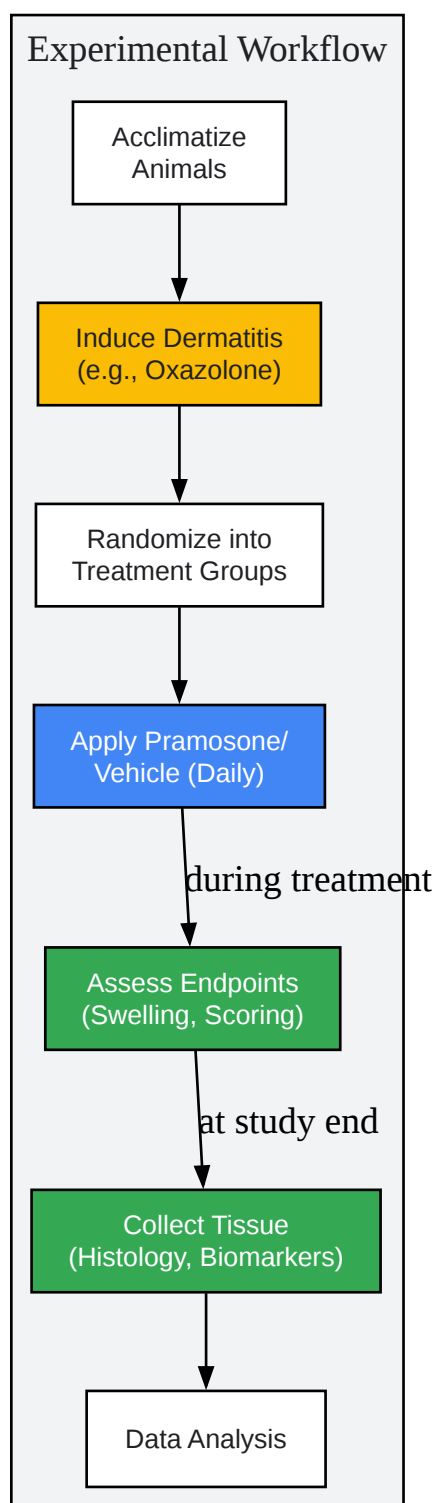 Experimental Workflow
Acclimatize
Animals
Induce Dermatitis
(e.g., Oxazolone)
Randomize into
Treatment Groups
Apply Pramosone/
Vehicle (Daily)
during treatment
Assess Endpoints
(Swelling, Scoring)
at study end
Collect Tissue
(Histology, Biomarkers)
Data Analysis